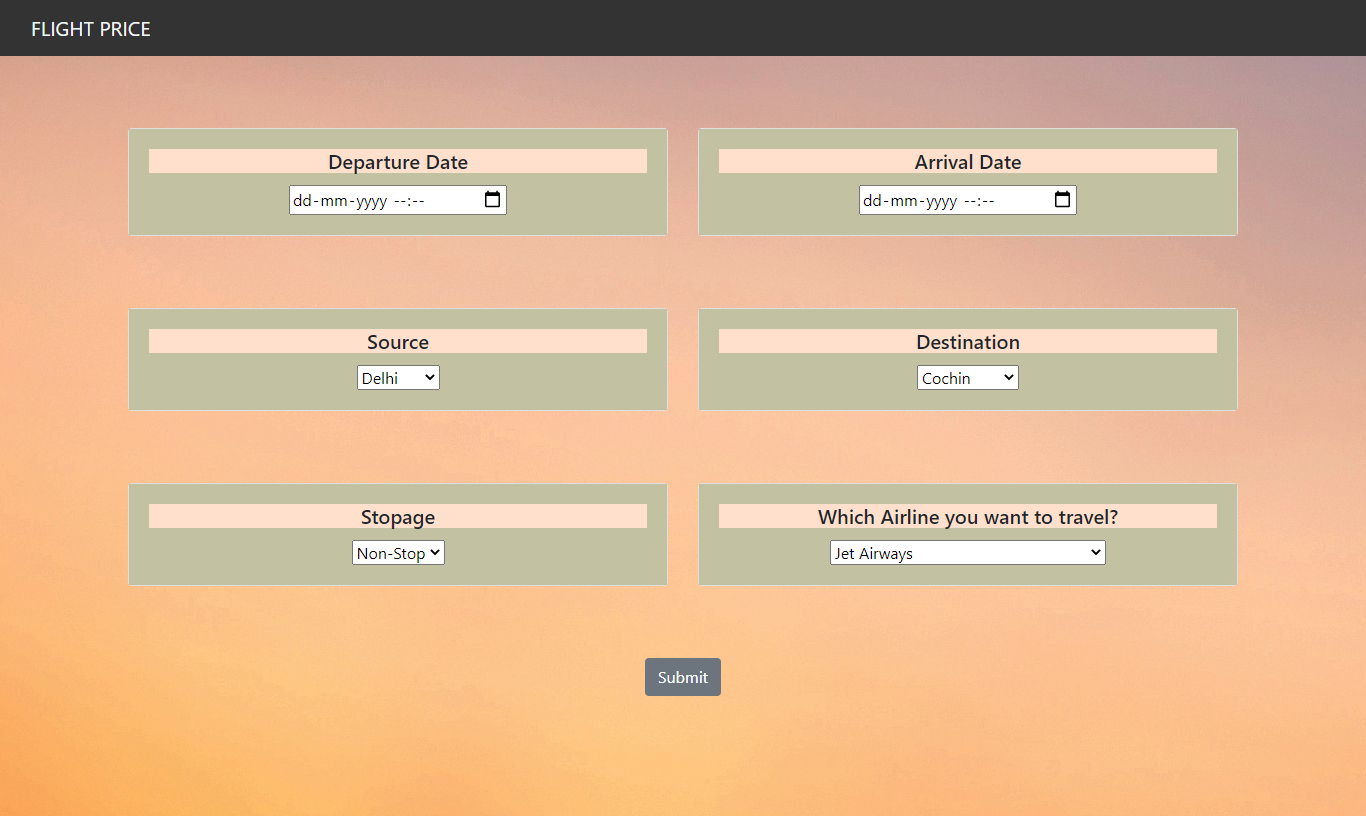 FLIGHT PRICE
Departure Date
dd-mm-yyyy --:--
Arrival Date
dd-mm-yyyy --:--
Source
Delhi
Destination
Cochin
Stopage
Non-Stop
Which Airline you want to travel?
Jet Airways
Submit